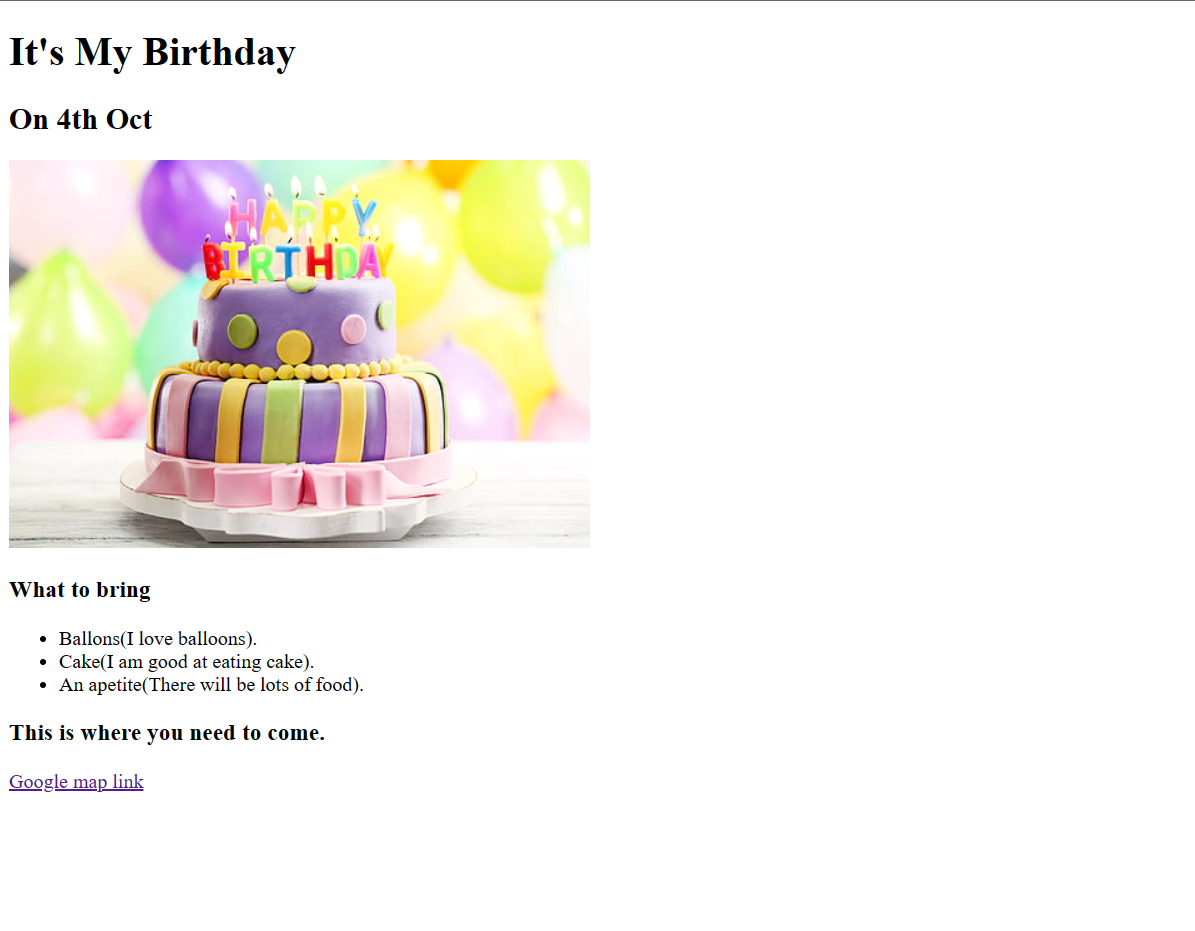 It's My Birthday
On 4th Oct
HAPPY
BIRTHDAY
What to bring
Ballons(I love balloons).
Cake(I am good at eating cake).
An apetite(There will be lots of food).
This is where you need to come.
Google map link